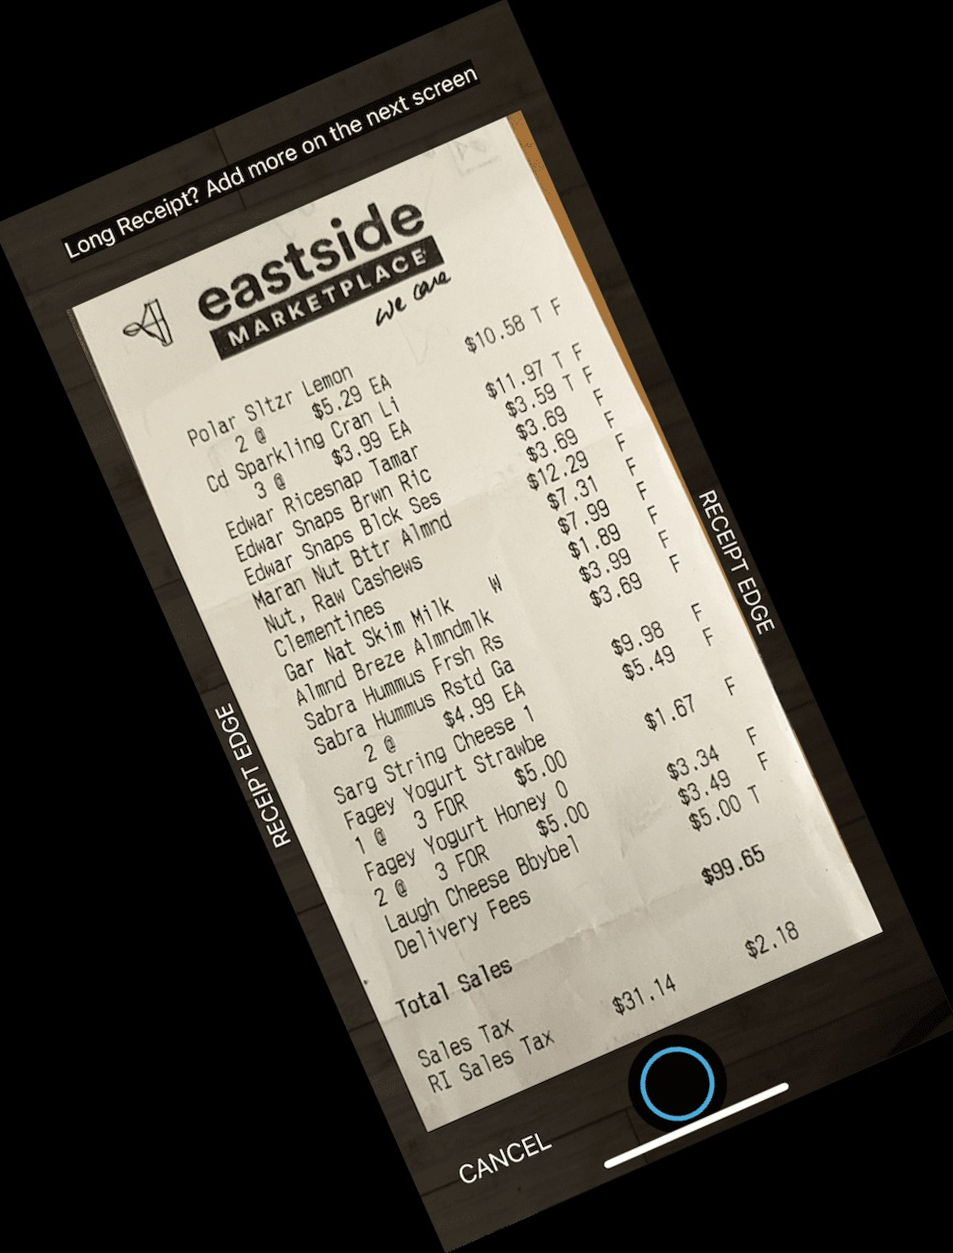 Long Receipt? Add more on the next screen
eastside
MARKETPLACE
we care
Polar Sltzr Lemon
2 @ $5.29 EA $10.58 T F
Cd Sparkling Cran Li
3 @ $3.99 EA $11.97 T F
Edwar Ricesnap Tamar $3.59 T F
Edwar Snaps Brwn Ric $3.69 F
Edwar Snaps Blck Ses $3.69 F
Maran Nut Bttr Almnd $12.29 F
Nut, Raw Cashews $7.31 F
Clementines $7.99 F
Gar Nat Skim Milk W $1.89 F
Almnd Breze Almndmlk $3.99 F
Sabra Hummus Frsh Rs $3.69 F
Sabra Hummus Rstd Ga
2 @ $4.99 EA $9.98 F
Sarg String Cheese 1 $5.49 F
Fagey Yogurt Strawbe
1 @ 3 FOR $5.00 $1.67 F
Fagey Yogurt Honey O
2 @ 3 FOR $5.00 $3.34 F
Laugh Cheese Bbybel $3.49 F
Delivery Fees $5.00 T
Total Sales $99.65
Sales Tax
RI Sales Tax $31.14 $2.18
RECEIPT EDGE
RECEIPT EDGE
CANCEL